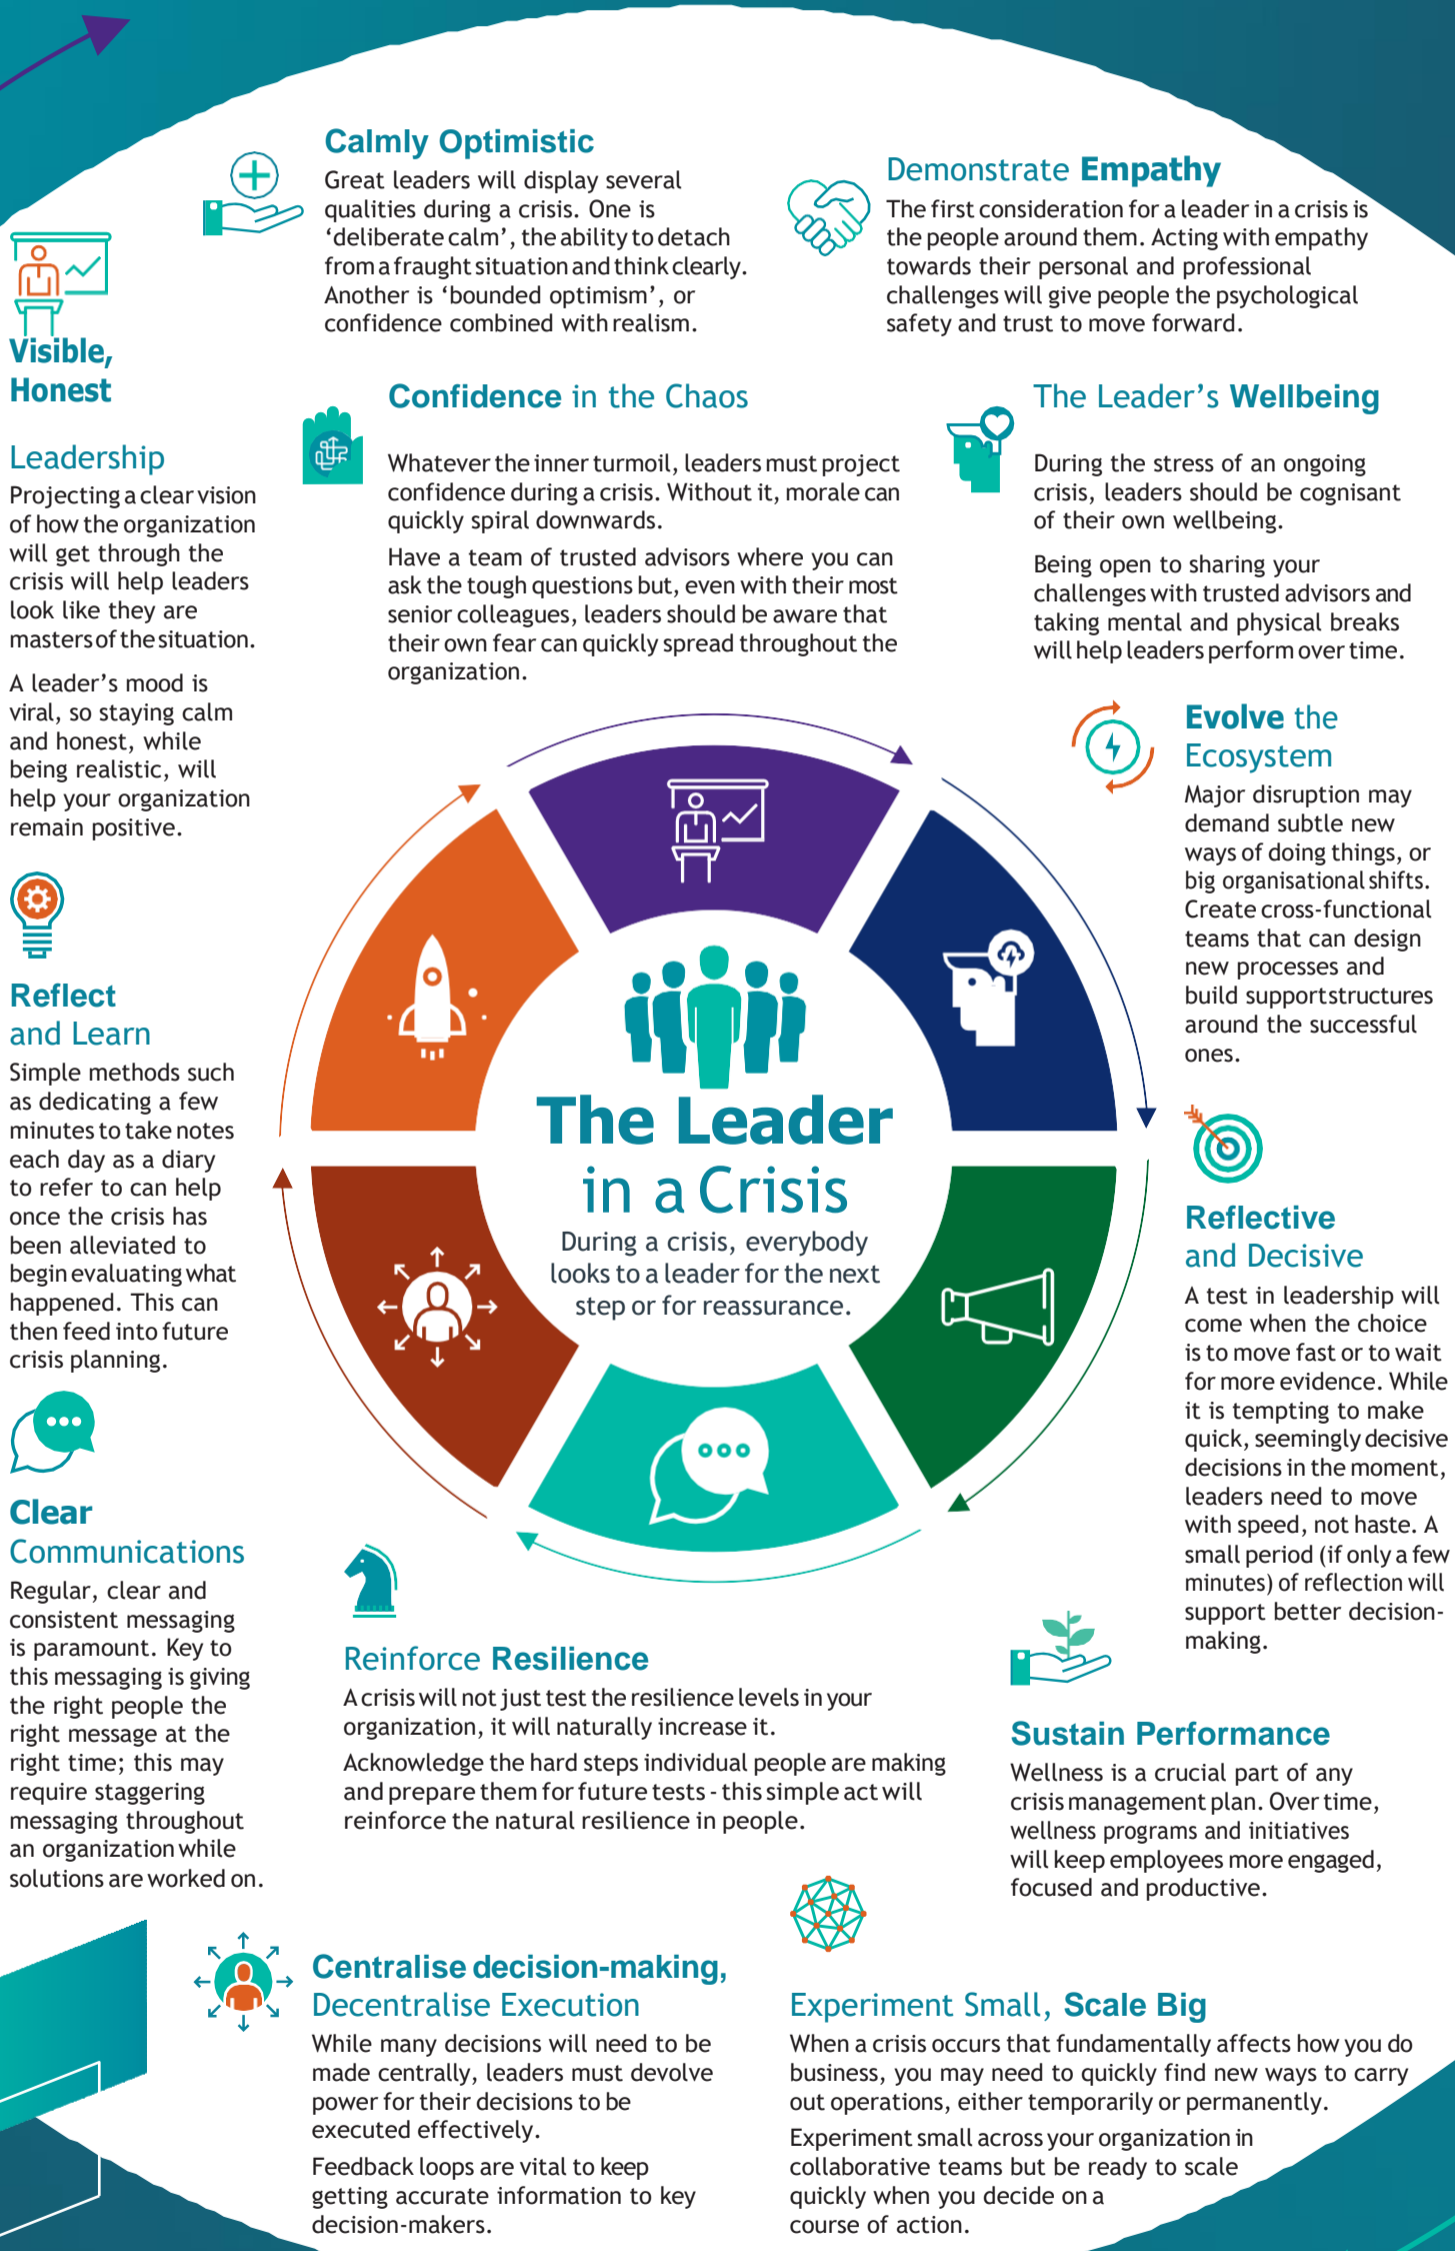 Calmly Optimistic
Great leaders will display several
qualities during a crisis. One is
‘deliberate calm’, the ability to detach
from a fraught situation and think clearly.
Another is ‘bounded optimism’, or
confidence combined with realism.
Demonstrate Empathy
The first consideration for a leader in a crisis is
the people around them. Acting with empathy
towards their personal and professional
challenges will give people the psychological
safety and trust to move forward.
Visible,
Honest
Leadership
Projecting a clear vision
of how the organization
will get through the
crisis will help leaders
look like they are
masters of the situation.
A leader’s mood is
viral, so staying calm
and honest, while
being realistic, will
help your organization
remain positive.
Confidence in the Chaos
Whatever the inner turmoil, leaders must project
confidence during a crisis. Without it, morale can
quickly spiral downwards.
Have a team of trusted advisors where you can
ask the tough questions but, even with their most
senior colleagues, leaders should be aware that
their own fear can quickly spread throughout the
organization.
The Leader’s Wellbeing
During the stress of an ongoing
crisis, leaders should be cognisant
of their own wellbeing.
Being open to sharing your
challenges with trusted advisors and
taking mental and physical breaks
will help leaders perform over time.
Evolve the
Ecosystem
Major disruption may
demand subtle new
ways of doing things, or
big organisational shifts.
Create cross-functional
teams that can design
new processes and
build supportstructures
around the successful
ones.
Reflect
and Learn
Simple methods such
as dedicating a few
minutes to take notes
each day as a diary
to refer to can help
once the crisis has
been alleviated to
begin evaluating what
happened. This can
then feed into future
crisis planning.
The Leader
in a Crisis
During a crisis, everybody
looks to a leader for the next
step or for reassurance.
Reflective
and Decisive
A test in leadership will
come when the choice
is to move fast or to wait
for more evidence. While
it is tempting to make
quick, seemingly decisive
decisions in the moment,
leaders need to move
with speed, not haste. A
small period (if only a few
minutes) of reflection will
support better decision-
making.
Clear
Communications
Regular, clear and
consistent messaging
is paramount. Key to
this messaging is giving
the right people the
right message at the
right time; this may
require staggering
messaging throughout
an organization while
solutions are worked on.
Reinforce Resilience
A crisis will not just test the resilience levels in your
organization, it will naturally increase it.
Acknowledge the hard steps individual people are making
and prepare them for future tests - this simple act will
reinforce the natural resilience in people.
Sustain Performance
Wellness is a crucial part of any
crisis management plan. Over time,
wellness programs and initiatives
will keep employees more engaged,
focused and productive.
Centralise decision-making,
Decentralise Execution
While many decisions will need to be
made centrally, leaders must devolve
power for their decisions to be
executed effectively.
Feedback loops are vital to keep
getting accurate information to key
decision-makers.
Experiment Small, Scale Big
When a crisis occurs that fundamentally affects how you do
business, you may need to quickly find new ways to carry
out operations, either temporarily or permanently.
Experiment small across your organization in
collaborative teams but be ready to scale
quickly when you decide on a
course of action.